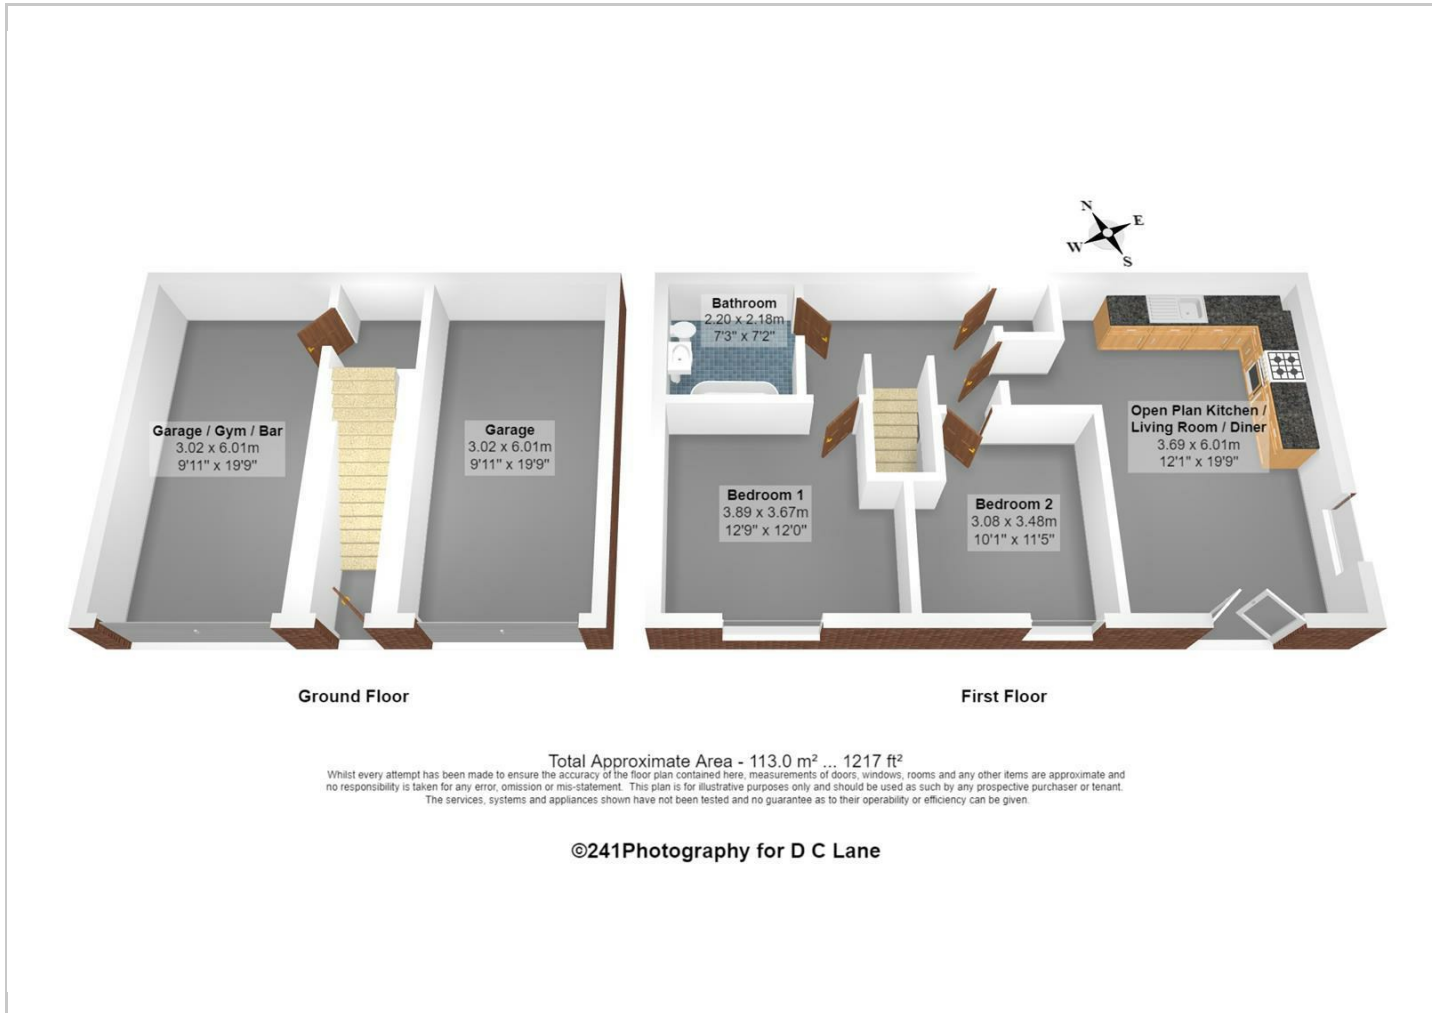 N
E
W
S
Bathroom
2.20 x 2.18m
7'3" x 7'2"
Garage / Gym / Bar
3.02 x 6.01m
9'11" x 19'9"
Garage
3.02 x 6.01m
9'11" x 19'9"
Open Plan Kitchen /
Living Room / Diner
3.69 x 6.01m
12'1" x 19'9"
Bedroom 1
3.89 x 3.67m
12'9" x 12'0"
Bedroom 2
3.08 x 3.48m
10'1" x 11'5"
Ground Floor
First Floor
Total Approximate Area - 113.0 m² ... 1217 ft²
Whilst every attempt has been made to ensure the accuracy of the floor plan contained here, measurements of doors, windows, rooms and any other items are approximate and
no responsibility is taken for any error, omission or mis-statement. This plan is for illustrative purposes only and should be used as such by any prospective purchaser or tenant.
The services, systems and appliances shown have not been tested and no guarantee as to their operability or efficiency can be given.
©241Photography for D C Lane